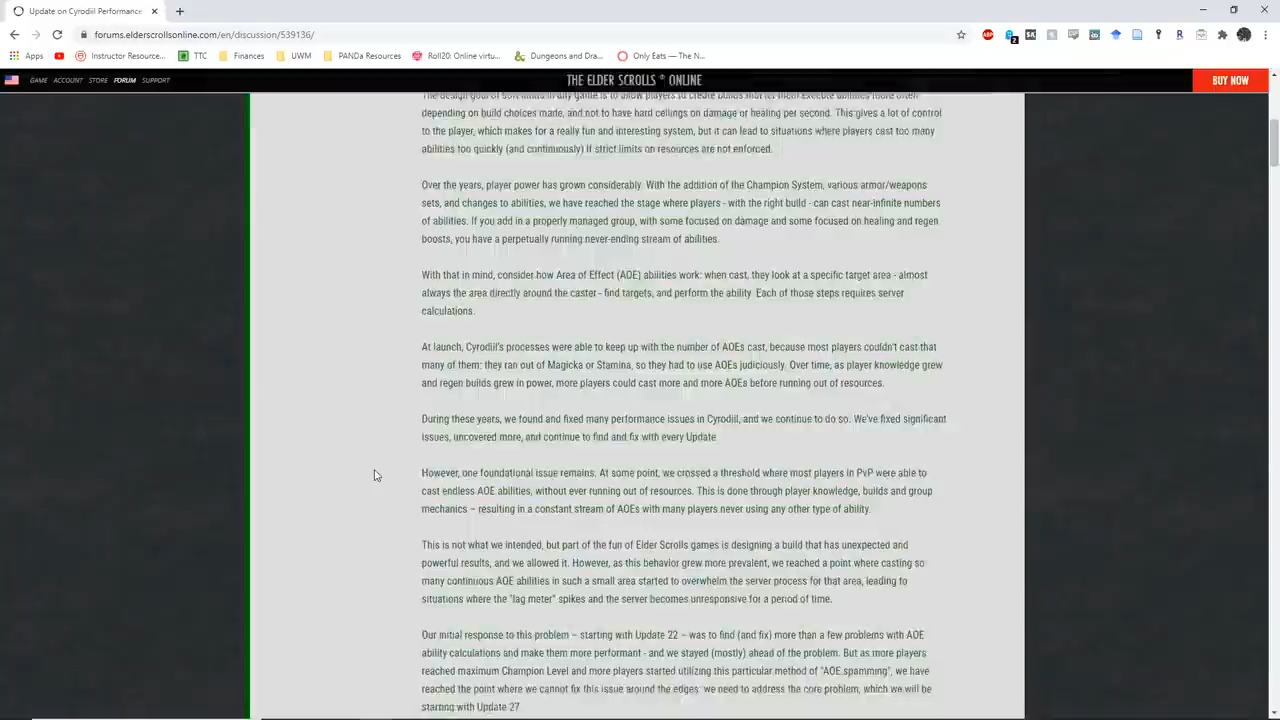 Update on Cyrodiil Performance
forums.elderscrollsonline.com/en/discussion/539136/
Apps
Instructor Resource...
TTC
Finances
UWM
PANDa Resources
Roll20: Online virtu...
Dungeons and Dra...
Only Eats — The N...
GAME ACCOUNT STORE FORUM SUPPORT
THE ELDER SCROLLS ® ONLINE
BUY NOW
depending on build choices made, and not to have hard ceilings on damage or healing per second. This gives a lot of control
to the player, which makes for a really fun and interesting system, but it can lead to situations where players cast too many
abilities too quickly (and continuously) if strict limits on resources are not enforced.
Over the years, player power has grown considerably. With the addition of the Champion System, various armor/weapons
sets, and changes to abilities, we have reached the stage where players - with the right build - can cast near-infinite numbers
of abilities. If you add in a properly managed group, with some focused on damage and some focused on healing and regen
boosts, you have a perpetually running never-ending stream of abilities.
With that in mind, consider how Area of Effect (AOE) abilities work: when cast, they look at a specific target area - almost
always the area directly around the caster - find targets, and perform the ability. Each of those steps requires server
calculations.
At launch, Cyrodiil's processes were able to keep up with the number of AOEs cast, because most players couldn't cast that
many of them: they ran out of Magicka or Stamina, so they had to use AOEs judiciously. Over time, as player knowledge grew
and regen builds grew in power, more players could cast more and more AOEs before running out of resources.
During these years, we found and fixed many performance issues in Cyrodiil, and we continue to do so. We've fixed significant
issues, uncovered more, and continue to find and fix with every Update
However, one foundational issue remains. At some point, we crossed a threshold where most players in PvP were able to
cast endless AOE abilities, without ever running out of resources. This is done through player knowledge, builds and group
mechanics – resulting in a constant stream of AOEs with many players never using any other type of ability.
This is not what we intended, but part of the fun of Elder Scrolls games is designing a build that has unexpected and
powerful results, and we allowed it. However, as this behavior grew more prevalent, we reached a point where casting so
many continuous AOE abilities in such a small area started to overwhelm the server process for that area, leading to
situations where the "lag meter" spikes and the server becomes unresponsive for a period of time.
Our initial response to this problem – starting with Update 22 – was to find (and fix) more than a few problems with AOE
ability calculations and make them more performant - and we stayed (mostly) ahead of the problem. But as more players
reached maximum Champion Level and more players started utilizing this particular method of "AOE spamming", we have
reached the point where we cannot fix this issue around the edges: we need to address the core problem, which we will be
starting with Update 27